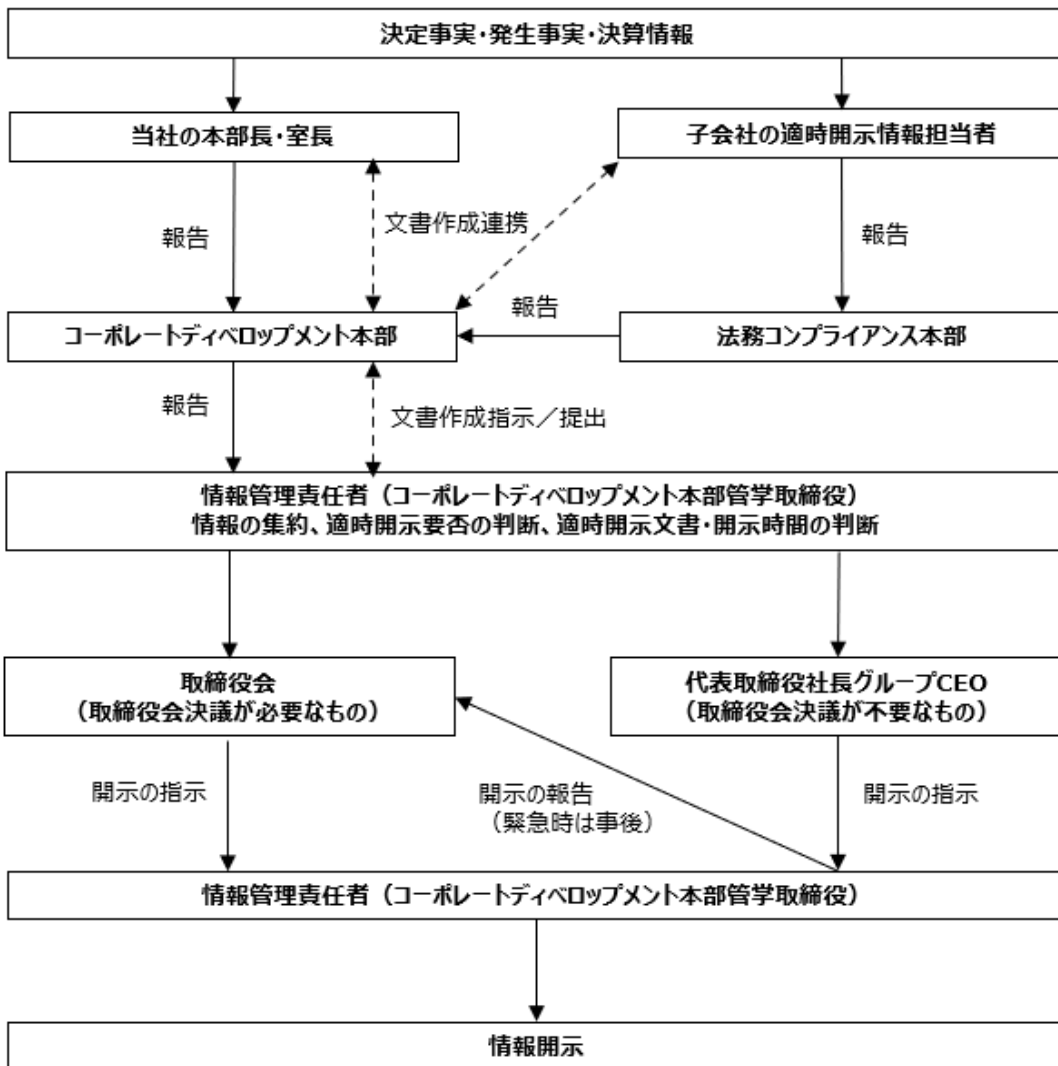 決定事実・発生事実・決算情報
当社の本部長・室長
子会社の適時開示情報担当者
文書作成連携
報告
報告
報告
コーポレートディベロップメント本部
法務コンプライアンス本部
報告
文書作成指示／提出
情報管理責任者（コーポレートディベロップメント本部管学取締役）
情報の集約、適時開示要否の判断、適時開示文書・開示時間の判断
取締役会
（取締役会決議が必要なもの）
代表取締役社長グループCEO
（取締役会決議が不要なもの）
開示の指示
開示の報告
（緊急時は事後）
開示の指示
情報管理責任者（コーポレートディベロップメント本部管学取締役）
情報開示